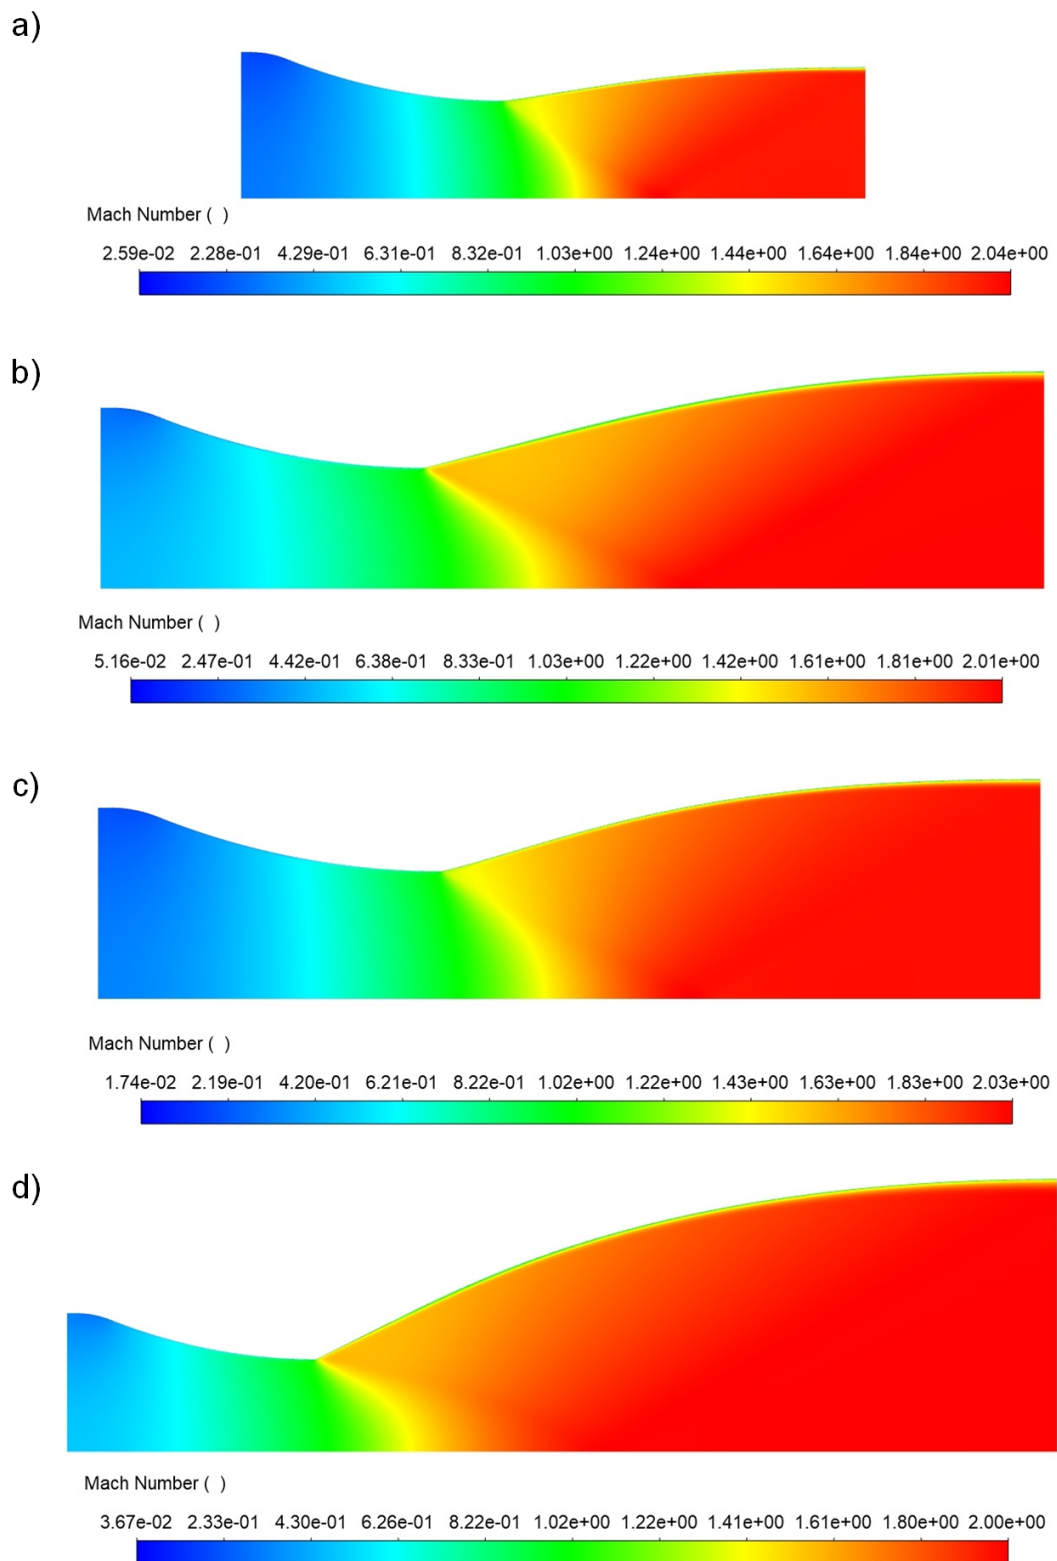 a)
Mach Number ( )
2.59e-02 2.28e-01 4.29e-01 6.31e-01 8.32e-01 1.03e+00 1.24e+00 1.44e+00 1.64e+00 1.84e+00 2.04e+00
b)
Mach Number ( )
5.16e-02 2.47e-01 4.42e-01 6.38e-01 8.33e-01 1.03e+00 1.22e+00 1.42e+00 1.61e+00 1.81e+00 2.01e+00
c)
Mach Number ( )
1.74e-02 2.19e-01 4.20e-01 6.21e-01 8.22e-01 1.02e+00 1.22e+00 1.43e+00 1.63e+00 1.83e+00 2.03e+00
d)
Mach Number ( )
3.67e-02 2.33e-01 4.30e-01 6.26e-01 8.22e-01 1.02e+00 1.22e+00 1.41e+00 1.61e+00 1.80e+00 2.00e+00